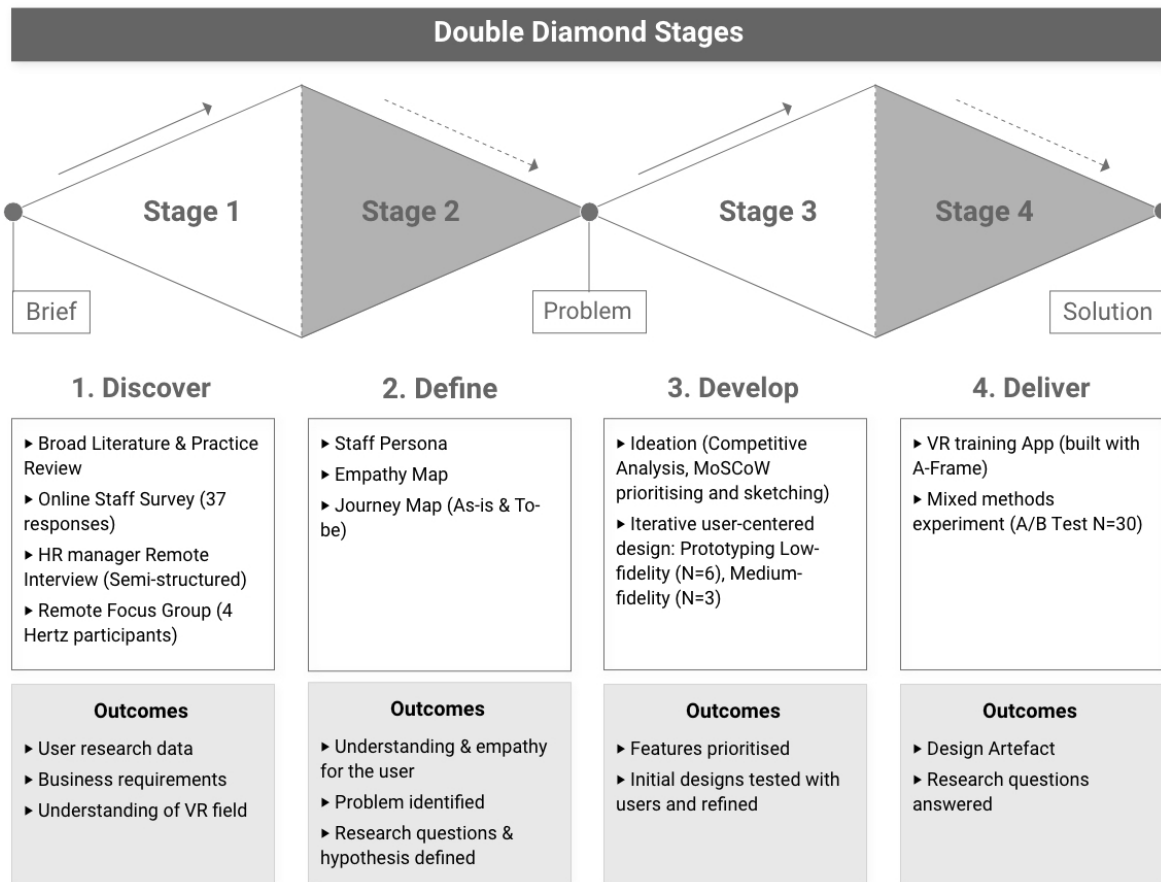 Double Diamond Stages
Stage 1
Stage 2
Stage 3
Stage 4
Brief
Problem
Solution
1. Discover
▸ Broad Literature & Practice
Review
▸ Online Staff Survey (37
responses)
▸ HR manager Remote
Interview (Semi-structured)
▸ Remote Focus Group (4
Hertz participants)
Outcomes
▸ User research data
▸ Business requirements
▸ Understanding of VR field
2. Define
▸ Staff Persona
▸ Empathy Map
▸ Journey Map (As-is & To-
be)
Outcomes
▸ Understanding & empathy
for the user
▸ Problem identified
▸ Research questions &
hypothesis defined
3. Develop
▸ Ideation (Competitive
Analysis, MoSCoW
prioritising and sketching)
▸ Iterative user-centered
design: Prototyping Low-
fidelity (N=6), Medium-
fidelity (N=3)
Outcomes
▸ Features prioritised
▸ Initial designs tested with
users and refined
4. Deliver
▸ VR training App (built with
A-Frame)
▸ Mixed methods
experiment (A/B Test N=30)
Outcomes
▸ Design Artefact
▸ Research questions
answered